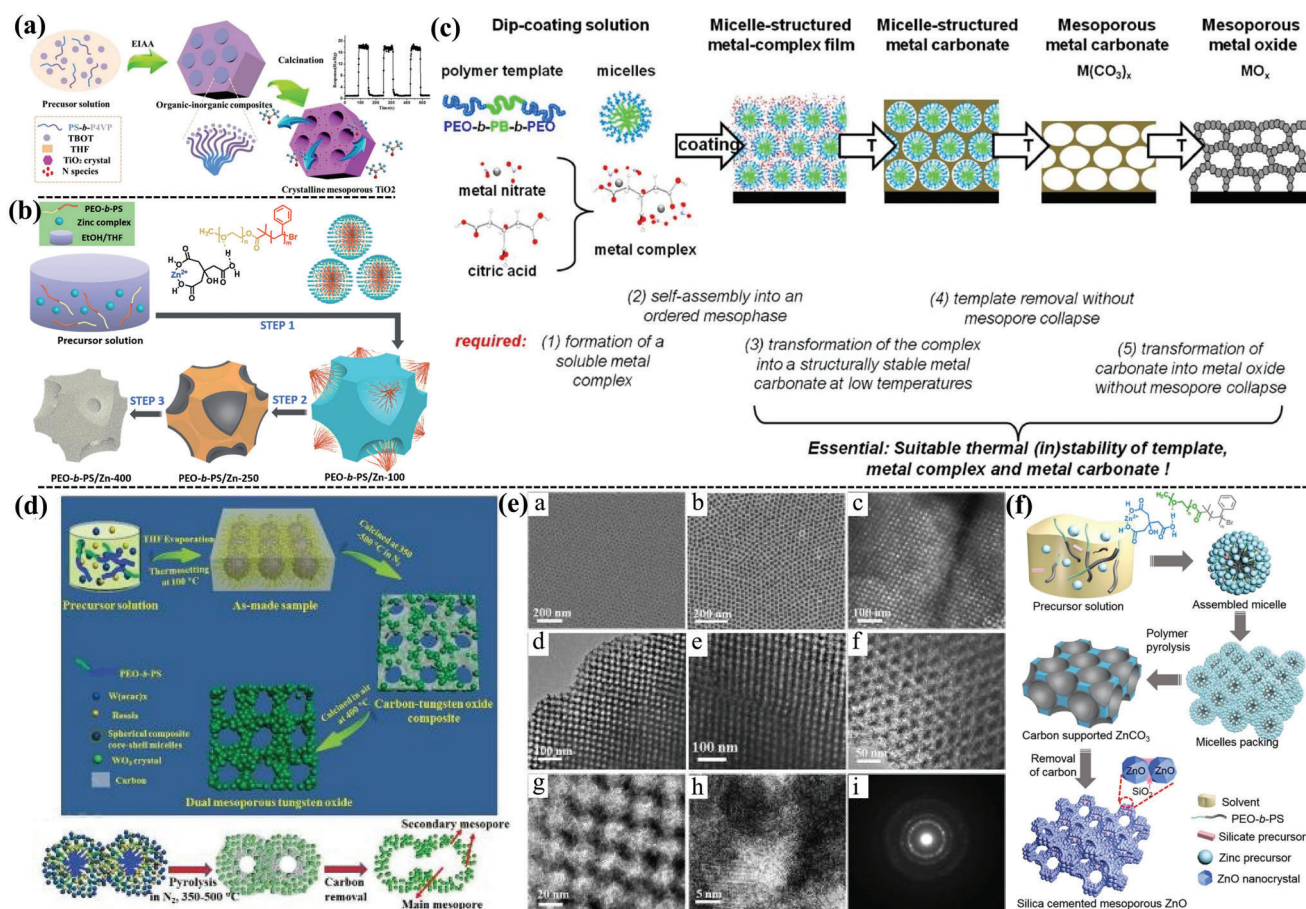 (a)
EIAA
Precusor solution
PS-b-P4VP
TBOT
THF
TiO2 crystal
N species
Organic-inorganic composites
Calcination
Crystalline mesoporous TiO2
(b)
PEO-b-PS
Zinc complex
EtOH/THF
Zn2+
Precursor solution
STEP 1
STEP 3
STEP 2
PEO-b-PS/Zn-400
PEO-b-PS/Zn-250
PEO-b-PS/Zn-100
(c)
Dip-coating solution
polymer template
micelles
PEO-b-PB-b-PEO
metal nitrate
citric acid
metal complex
coating
Micelle-structured
metal-complex film
T
Micelle-structured
metal carbonate
T
Mesoporous
metal carbonate
M(CO3)x
T
Mesoporous
metal oxide
MOx
required:
(1) formation of a
soluble metal
complex
(2) self-assembly into an
ordered mesophase
(3) transformation of the complex
into a structurally stable metal
carbonate at low temperatures
(4) template removal without
mesopore collapse
(5) transformation of
carbonate into metal oxide
without mesopore collapse
Essential: Suitable thermal (in)stability of template,
metal complex and metal carbonate !
(d)
THF Evaporation
Thermosetting
at 100 °C
Precursor solution
As-made sample
Calcined at 350
-500 °C in N2
PEO-b-PS
W(acac)x
Resols
Spherical composite
core-shell micelles
WO3 crystal
Carbon
Carbon-tungsten oxide
composite
Calcined in air
at 400 °C
Dual mesoporous tungsten oxide
Pyrolysis
in N2, 350-500 °C
Carbon
removal
Secondary mesopore
Main mesopore
(e)
a
200 nm
b
200 nm
c
100 nm
d
100 nm
e
100 nm
f
50 nm
g
20 nm
h
5 nm
i
(f)
Precursor solution
Assembled micelle
Polymer
pyrolysis
Carbon supported ZnCO3
Micelles packing
Removal
of carbon
ZnO
ZnO
SiO2
Solvent
PEO-b-PS
Silicate precursor
Zinc precursor
ZnO nanocrystal
Silica cemented mesoporous ZnO